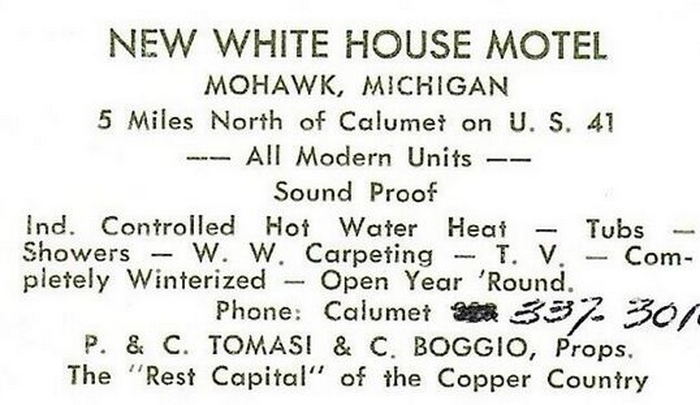 NEW WHITE HOUSE MOTEL
MOHAWK, MICHIGAN
5 Miles North of Calumet on U. S. 41
—— All Modern Units ——
Sound Proof
Ind. Controlled Hot Water Heat — Tubs —
Showers — W. W. Carpeting — T. V. — Com-
pletely Winterized — Open Year 'Round.
Phone: Calumet 337-
P. & C. TOMASI & C. BOGGIO, Props.
The "Rest Capital" of the Copper Country